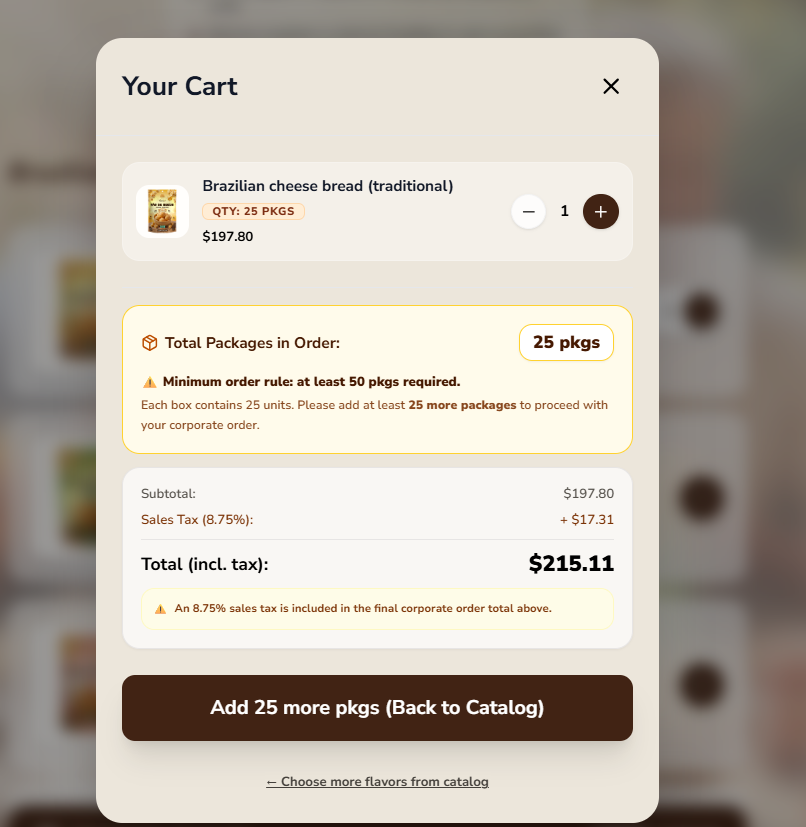 Your Cart
Brazilian cheese bread (traditional)
QTY: 25 PKGS
$197.80
1
Total Packages in Order:
25 pkgs
Minimum order rule: at least 50 pkgs required.
Each box contains 25 units. Please add at least 25 more packages to proceed with
your corporate order.
Subtotal:
$197.80
Sales Tax (8.75%):
+ $17.31
Total (incl. tax):
$215.11
An 8.75% sales tax is included in the final corporate order total above.
Add 25 more pkgs (Back to Catalog)
← Choose more flavors from catalog